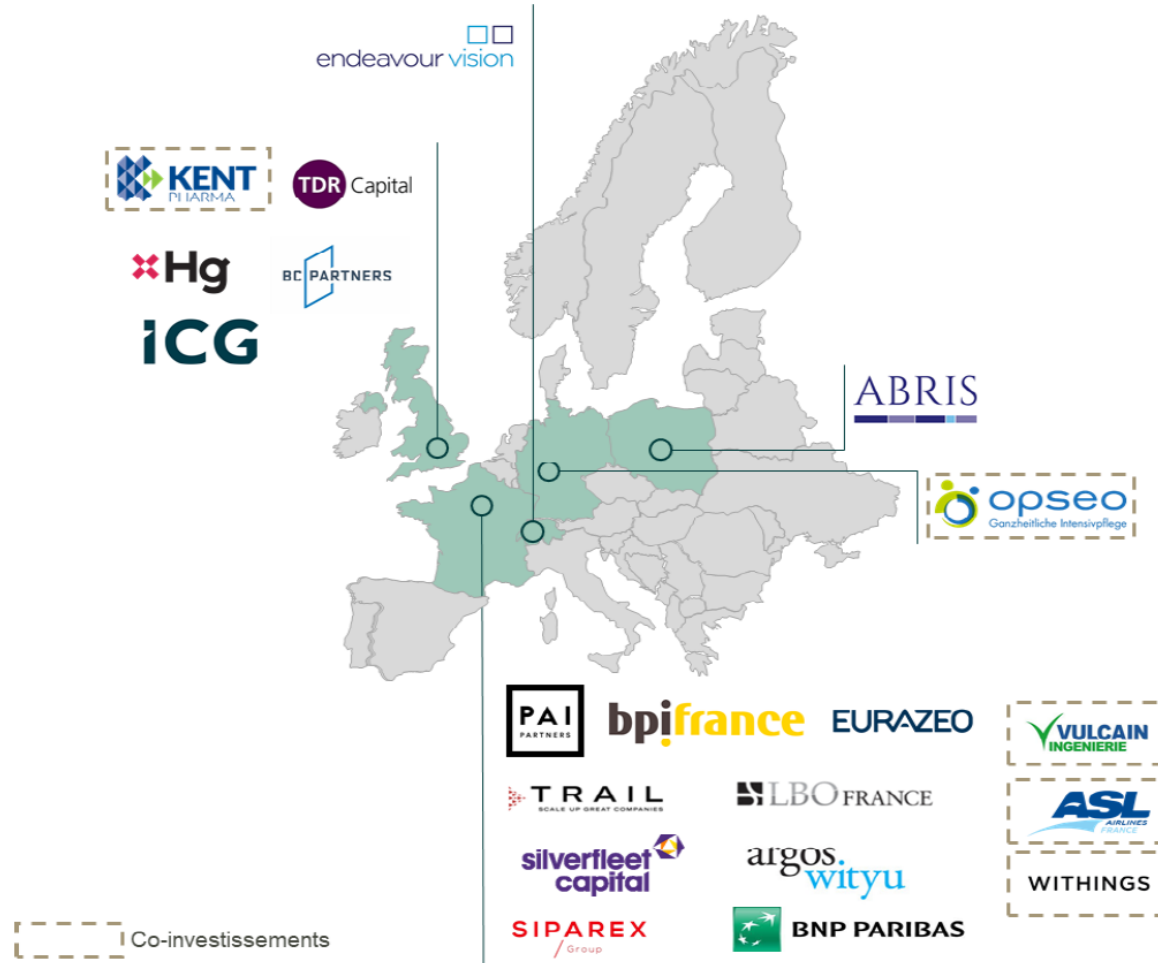 endeavour vision
KENT
PHARMA
TDR Capital
Hg
BC PARTNERS
iCG
ABRIS
opseo
Ganzheitliche Intensivpflege
PAI
PARTNERS
bpifrance
EURAZEO
VULCAIN
INGENIERIE
TRAIL
SCALE UP GREAT COMPANIES
LBO FRANCE
ASL
AIRLINES
FRANCE
silverfleet
capital
argos
wityu
WITHINGS
SIPAREX
Group
BNP PARIBAS
Co-investissements